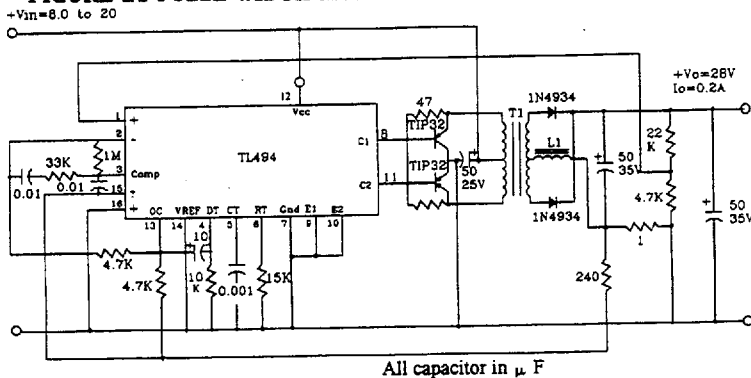 +Vin=8.0 to 20
+Vo=28V
Io=0.2A
12
Vcc
47
1N4934
T1
22
K
1
+
2
-
33K
1M
3
Comp
0.01
0.01
15
-
16
+
TL494
C1
8
TIP32
TIP32
C2
11
50
25V
L1
1N4934
50
35V
4.7K
50
35V
1
OC
VREF
DT
CT
RT
Gnd
E1
E2
13
14
4
5
6
7
9
10
4.7K
10
4.7K
10
K
0.001
15K
240
All capacitor in μ F